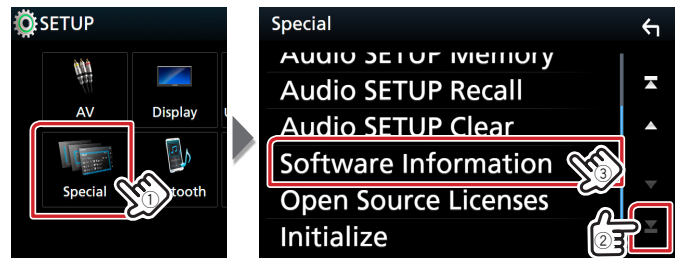 SETUP
AV
Display
Special
tooth
①
Special
Audio SETUP Memory
Audio SETUP Recall
Audio SETUP Clear
Software Information
③
Open Source Licenses
Initialize
②